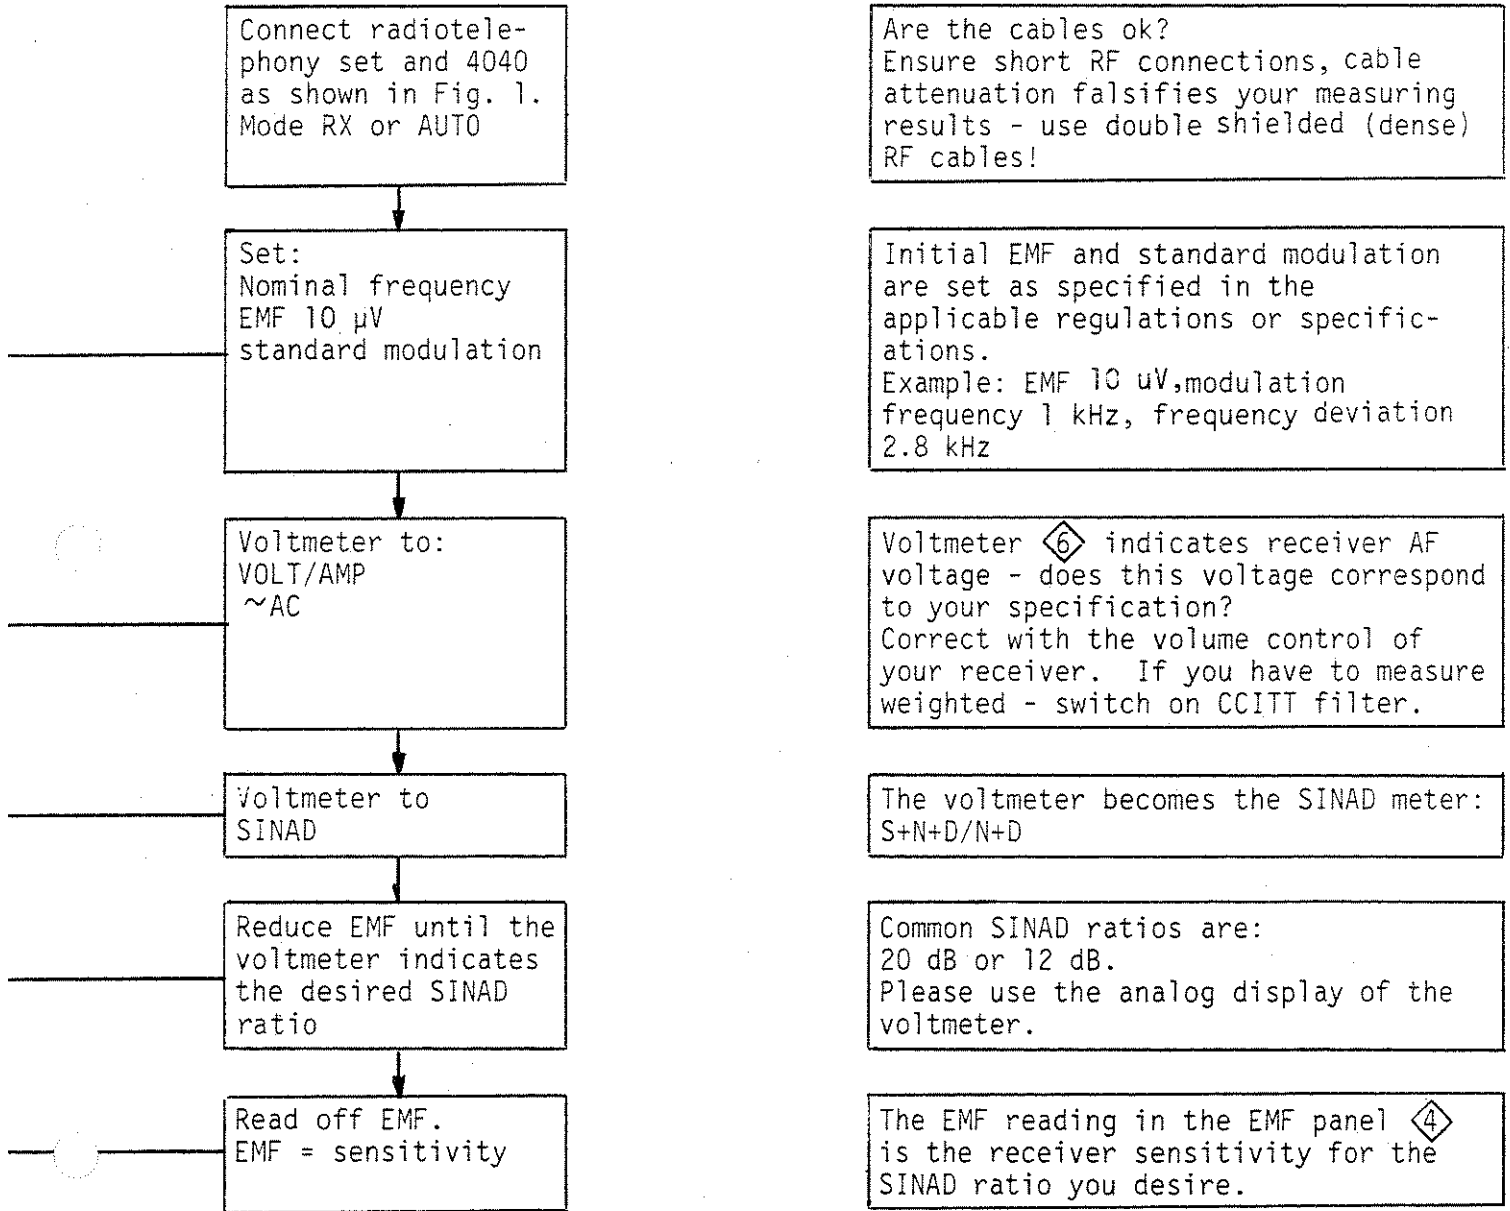 Connect radiotele-
phony set and 4040
as shown in Fig. 1.
Mode RX or AUTO
Are the cables ok?
Ensure short RF connections, cable
attenuation falsifies your measuring
results - use double shielded (dense)
RF cables!
Set:
Nominal frequency
EMF 10 µV
standard modulation
Initial EMF and standard modulation
are set as specified in the
applicable regulations or specific-
ations.
Example: EMF 10 uV,modulation
frequency 1 kHz, frequency deviation
2.8 kHz
Voltmeter to:
VOLT/AMP
~AC
Voltmeter 6 indicates receiver AF
voltage - does this voltage correspond
to your specification?
Correct with the volume control of
your receiver. If you have to measure
weighted - switch on CCITT filter.
Voltmeter to
SINAD
The voltmeter becomes the SINAD meter:
S+N+D/N+D
Reduce EMF until the
voltmeter indicates
the desired SINAD
ratio
Common SINAD ratios are:
20 dB or 12 dB.
Please use the analog display of the
voltmeter.
Read off EMF.
EMF = sensitivity
The EMF reading in the EMF panel 4
is the receiver sensitivity for the
SINAD ratio you desire.